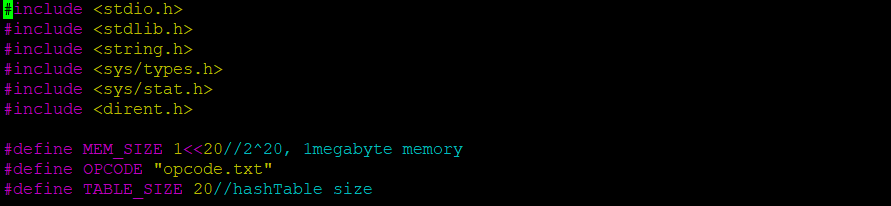 #include <stdio.h>
#include <stdlib.h>
#include <string.h>
#include <sys/types.h>
#include <sys/stat.h>
#include <dirent.h>
#define MEM_SIZE 1<<20//2^20, 1megabyte memory
#define OPCODE "opcode.txt"
#define TABLE_SIZE 20//hashTable size